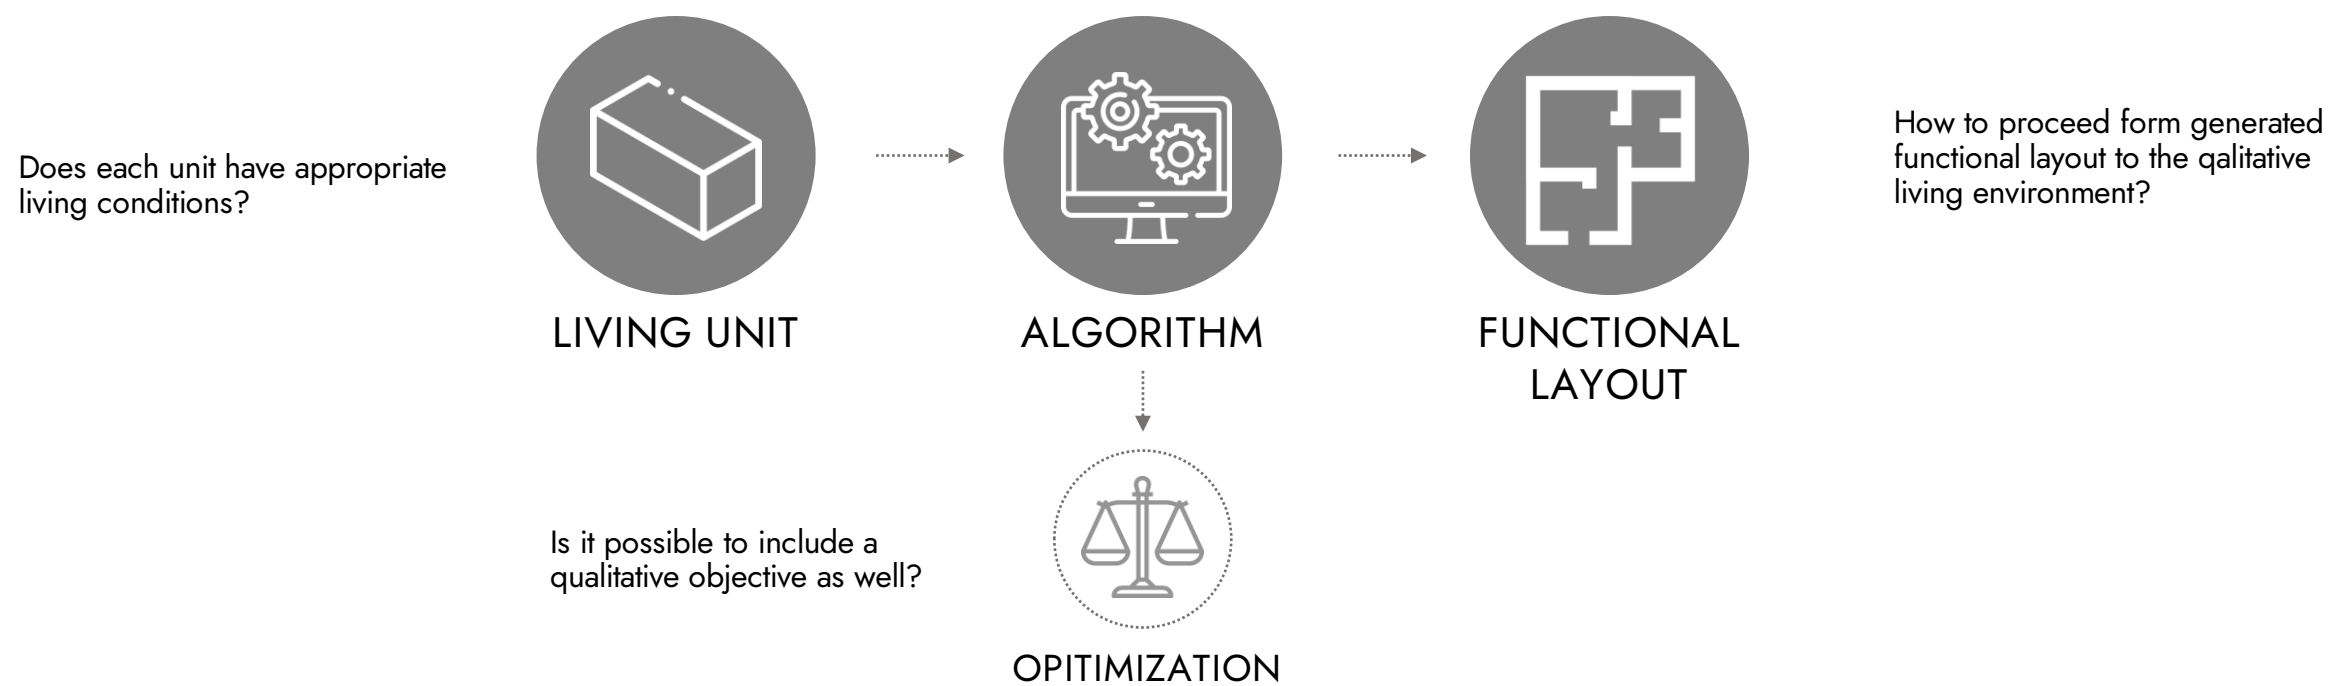 Does each unit have appropriate
living conditions?
LIVING UNIT
ALGORITHM
FUNCTIONAL
LAYOUT
How to proceed form generated
functional layout to the qalitative
living environment?
Is it possible to include a
qualitative objective as well?
OPITIMIZATION